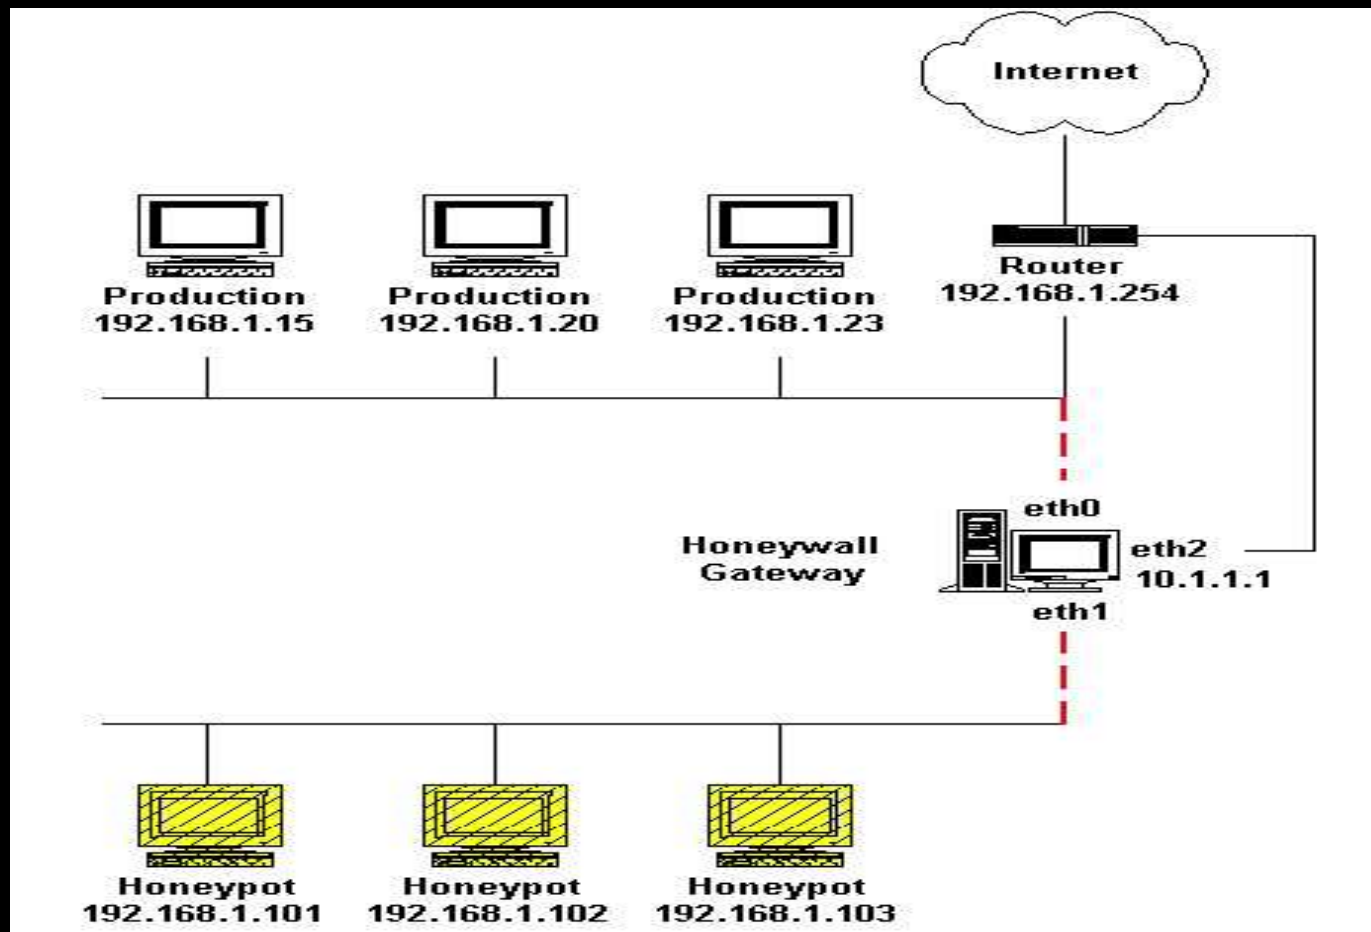 Internet
Production
192.168.1.15
Production
192.168.1.20
Production
192.168.1.23
Router
192.168.1.254
eth0
Honeywall
Gateway
eth2
10.1.1.1
eth1
Honeypot
192.168.1.101
Honeypot
192.168.1.102
Honeypot
192.168.1.103